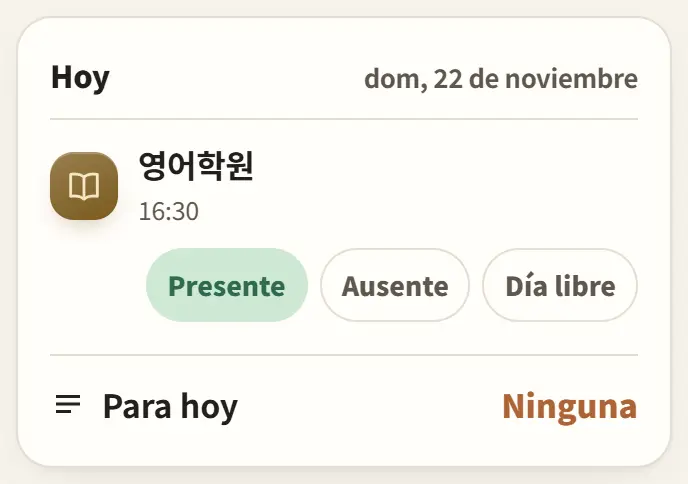 Hoy
dom, 22 de noviembre
영어학원
16:30
Presente
Ausente
Día libre
Para hoy
Ninguna